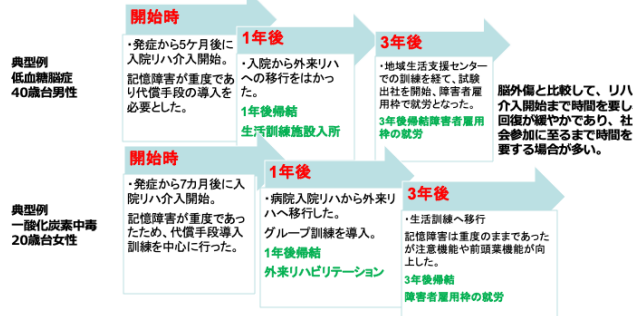 典型例
低血糖脳症
40歳台男性
開始時
・発症から5ケ月後に
入院リハ介入開始。
記憶障害が重度であ
り代償手段の導入を
必要とした。
1年後
・入院から外来リハ
への移行をはかっ
た。
1年後帰結
生活訓練施設入所
3年後
・地域生活支援センター
での訓練を経て、試験
出社を開始、障害者雇
用枠で就労となった。
3年後帰結障害者雇用
枠の就労
脳外傷と比較して、リハ
介入開始まで時間を要し
回復が緩やかであり、社
会参加に至るまで時間を
要する場合が多い。
典型例
一酸化炭素中毒
20歳台女性
開始時
・発症から7カ月後に入
院リハ介入開始。
記憶障害が重度であっ
たため、代償手段導入
訓練を中心に行った。
1年後
・病院入院リハから外来リ
ハへ移行した。
グループ訓練を導入。
1年後帰結
外来リハビリテーション
3年後
・生活訓練へ移行
記憶障害は重度のままであった
が注意機能や前頭葉機能が向
上した。
3年後帰結
障害者雇用枠の就労